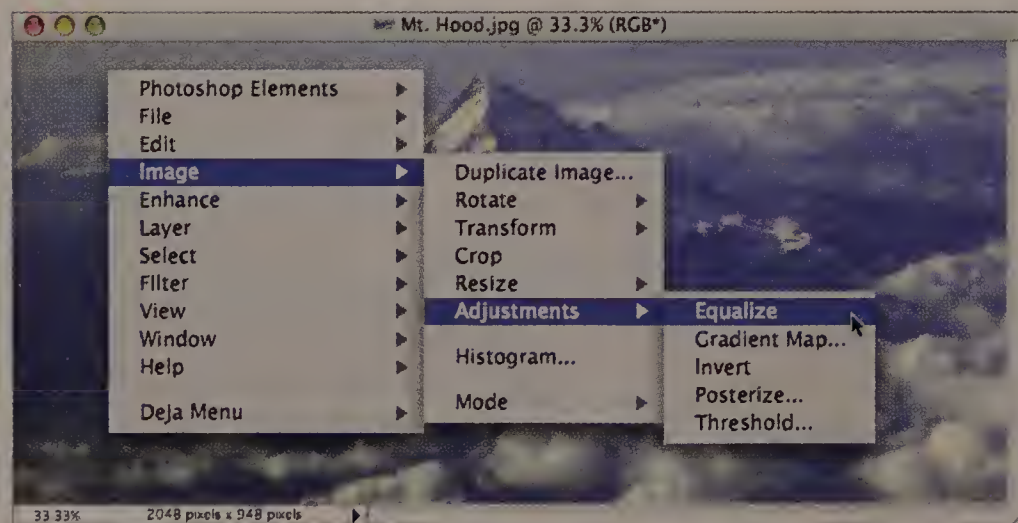 Mt. Hood.jpg @ 33.3% (RGB*)
Photoshop Elements
File
Edit
Image
Enhance
Layer
Select
Filter
View
Window
Help
Deja Menu
Duplicate Image...
Rotate
Transform
Crop
Resize
Adjustments
Histogram...
Mode
Equalize
Gradient Map...
Invert
Posterize...
Threshold...
33.33% 2048 pixels x 948 pixels